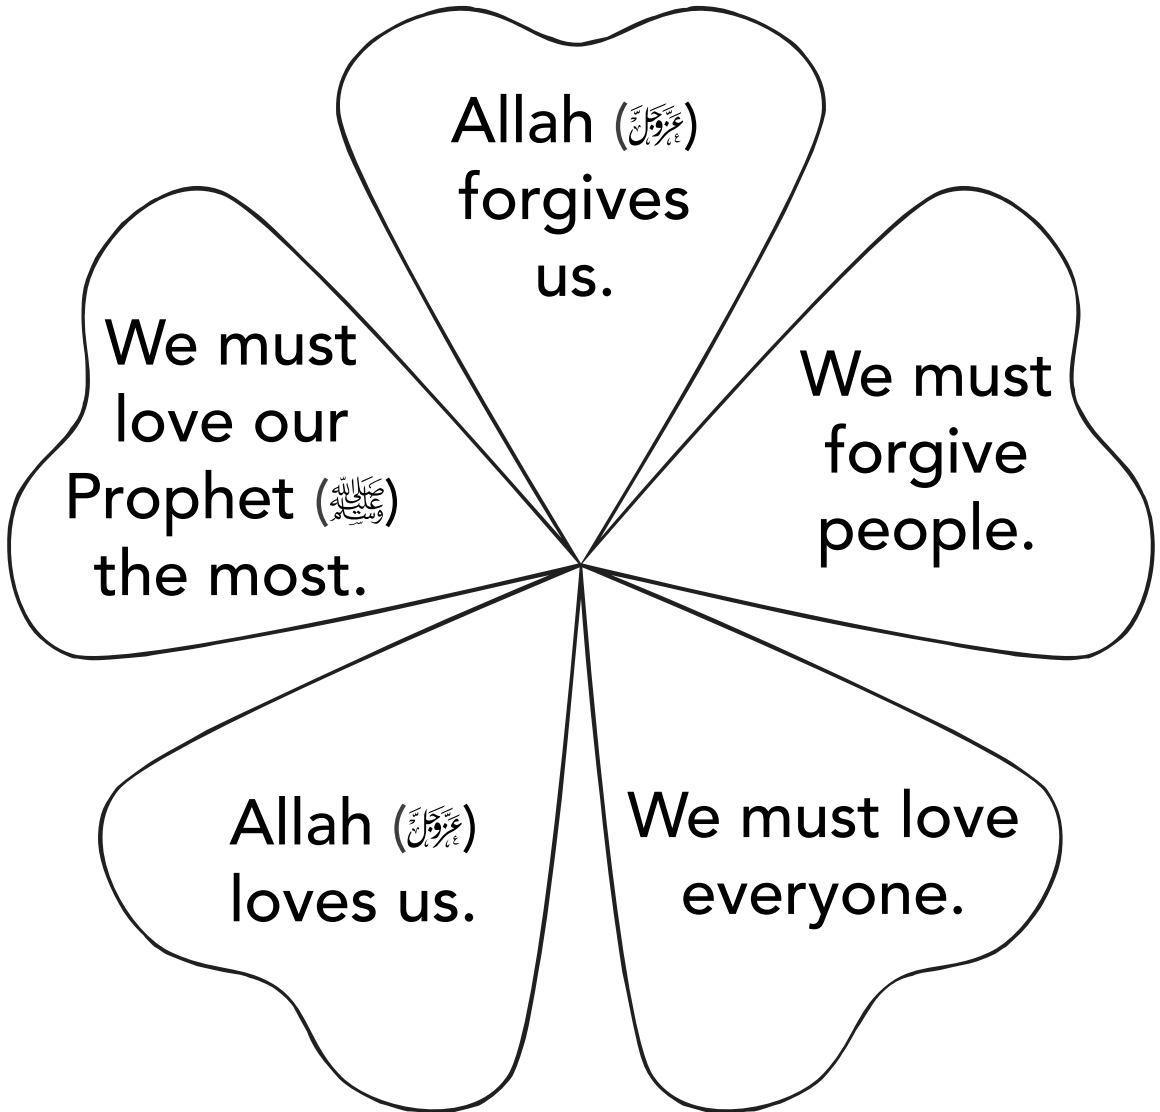 Allah (عَزَّوَجَلَّ)
forgives
us.
We must
forgive
people.
We must love
everyone.
Allah (عَزَّوَجَلَّ)
loves us.
We must
love our
Prophet (صلى الله عليه وسلم)
the most.